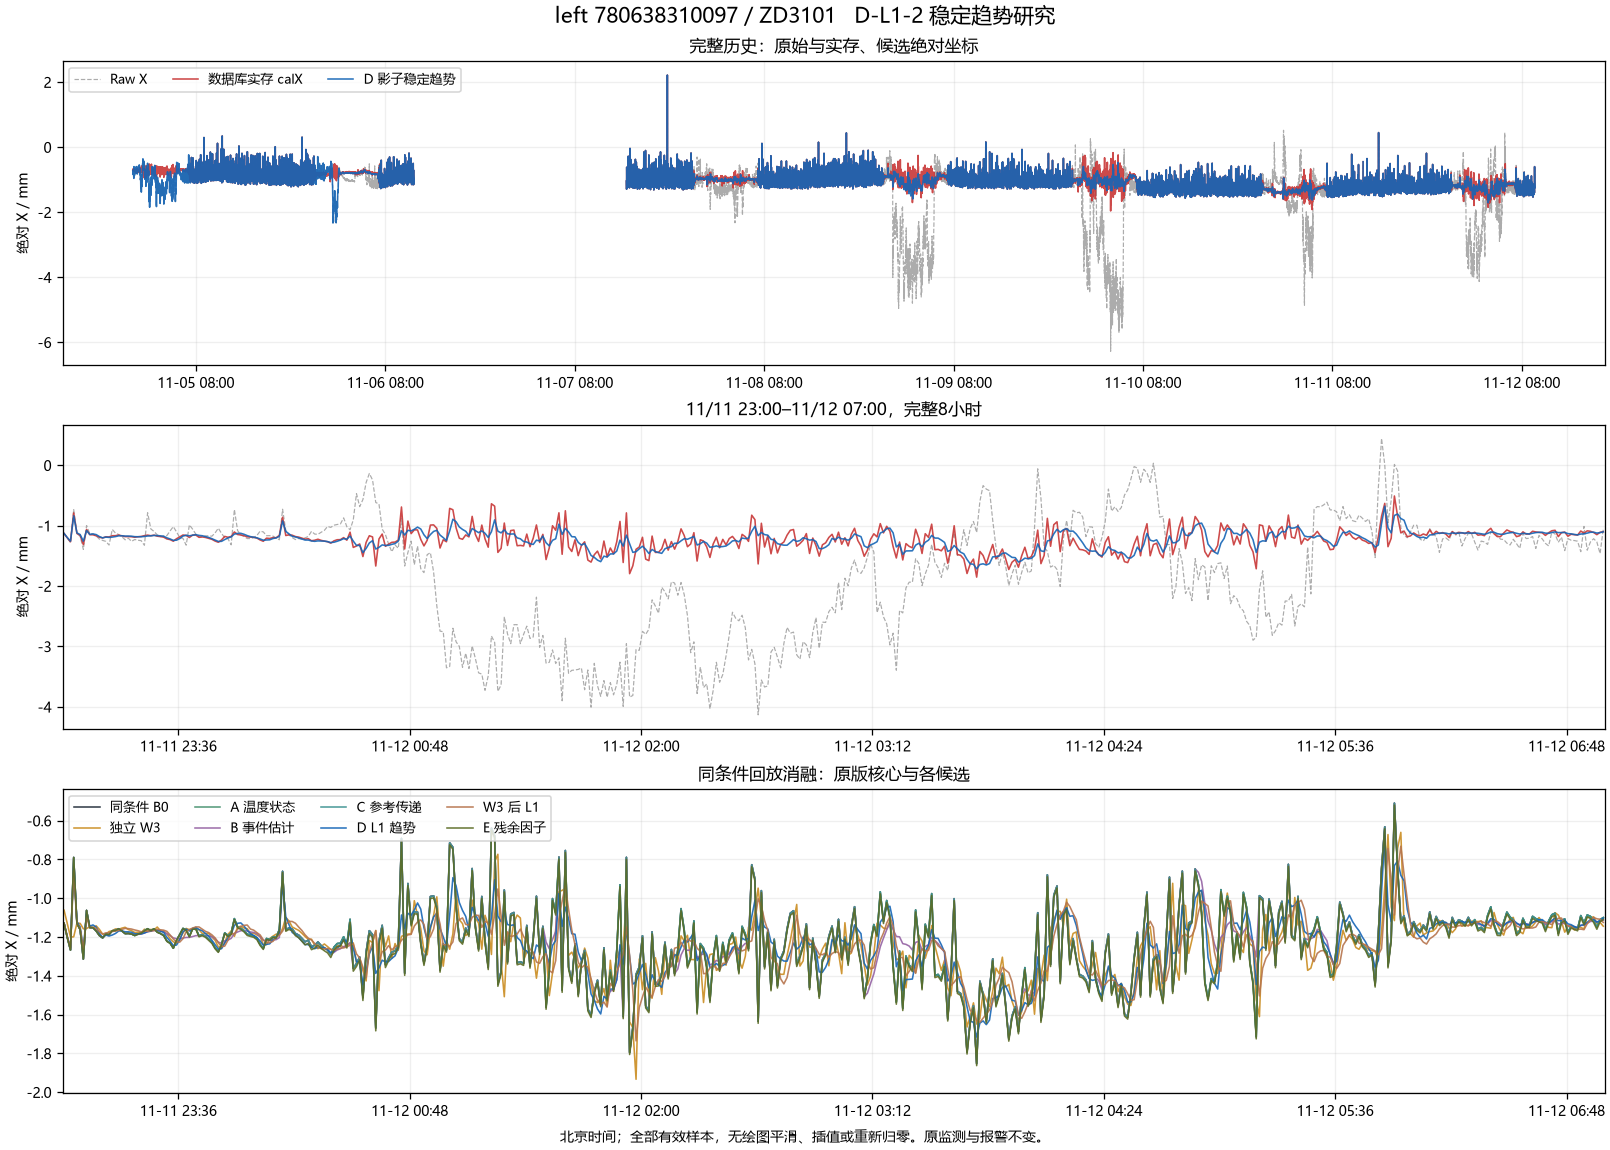 left 780638310097 / ZD3101   D-L1-2 稳定趋势研究
完整历史：原始与实存、候选绝对坐标
Raw X
数据库实存 calX
D 影子稳定趋势
绝对 X / mm
2
0
-2
-4
-6
11-05 08:00
11-06 08:00
11-07 08:00
11-08 08:00
11-09 08:00
11-10 08:00
11-11 08:00
11-12 08:00
11/11 23:00–11/12 07:00，完整8小时
绝对 X / mm
0
-1
-2
-3
-4
11-11 23:36
11-12 00:48
11-12 02:00
11-12 03:12
11-12 04:24
11-12 05:36
11-12 06:48
同条件回放消融：原版核心与各候选
同条件 B0
A 温度状态
C 参考传递
W3 后 L1
独立 W3
B 事件估计
D L1 趋势
E 残余因子
绝对 X / mm
-0.6
-0.8
-1.0
-1.2
-1.4
-1.6
-1.8
-2.0
11-11 23:36
11-12 00:48
11-12 02:00
11-12 03:12
11-12 04:24
11-12 05:36
11-12 06:48
北京时间；全部有效样本，无绘图平滑、插值或重新归零。原监测与报警不变。